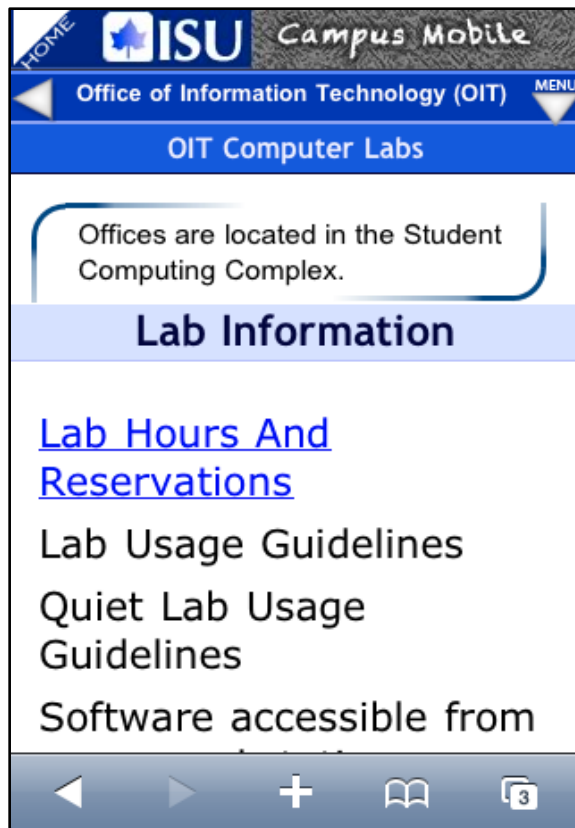 HOME
ISU
Campus Mobile
Office of Information Technology (OIT)
MENU
OIT Computer Labs
Offices are located in the Student
Computing Complex.
Lab Information
Lab Hours And
Reservations
Lab Usage Guidelines
Quiet Lab Usage
Guidelines
Software accessible from
3